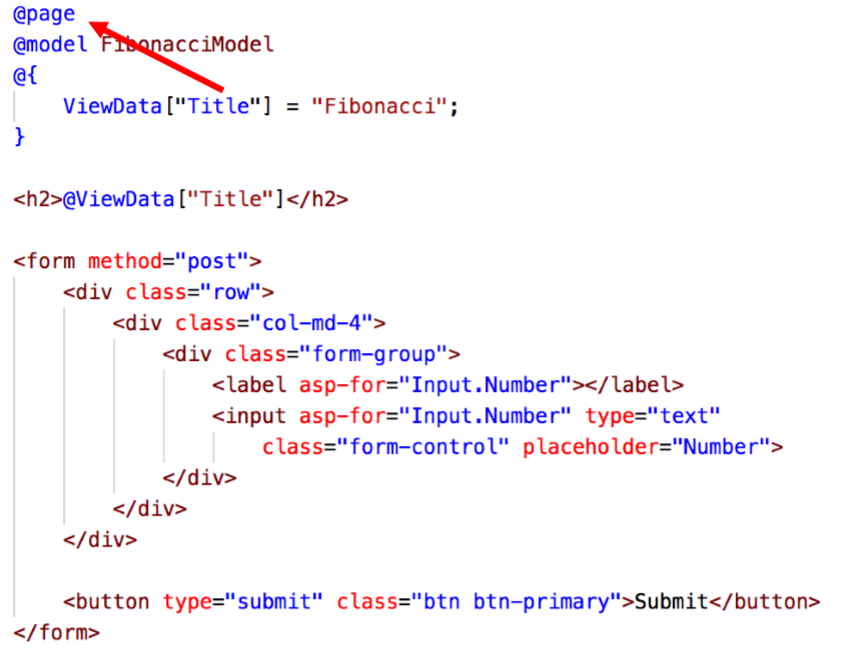 @page
@model FibonacciModel
@{
ViewData["Title"] = "Fibonacci";
}
<h2>@ViewData["Title"]</h2>
<form method="post">
<div class="row">
<div class="col-md-4">
<div class="form-group">
<label asp-for="Input.Number"></label>
<input asp-for="Input.Number" type="text"
class="form-control" placeholder="Number">
</div>
</div>
</div>
<button type="submit" class="btn btn-primary">Submit</button>
</form>